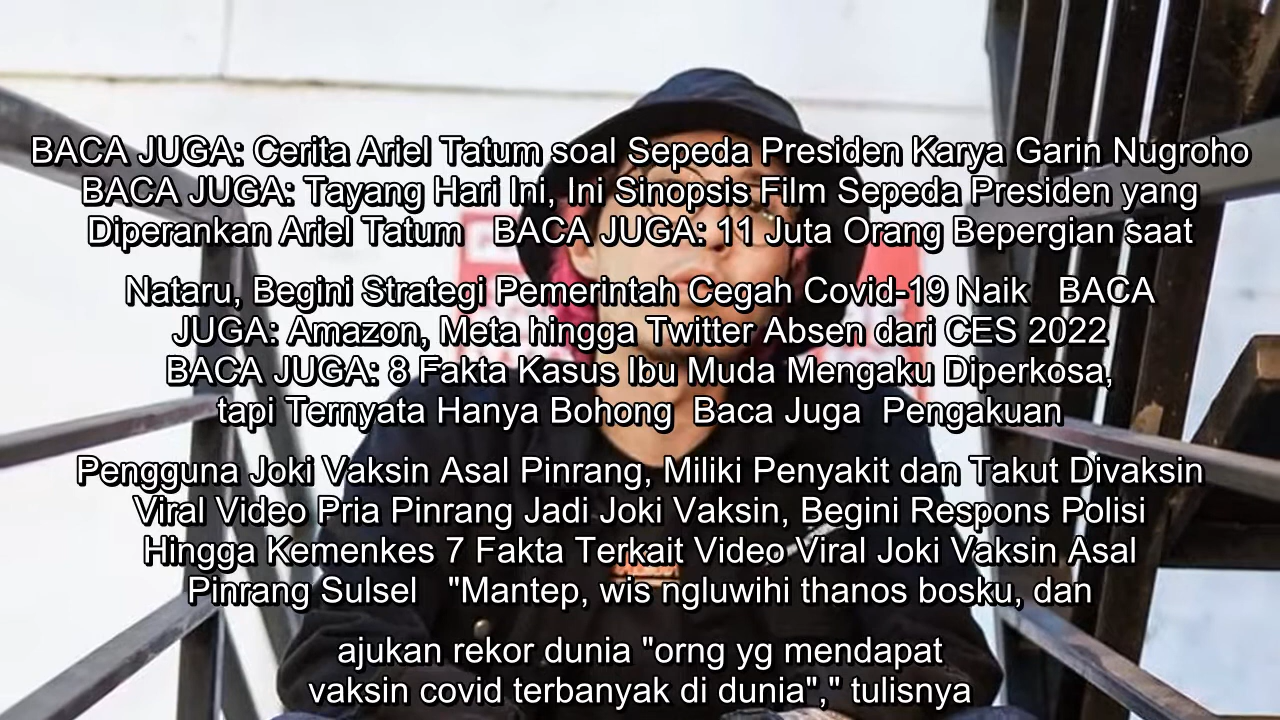 BACA JUGA: Cerita Ariel Tatum soal Sepeda Presiden Karya Garin Nugroho
BACA JUGA: Tayang Hari Ini, Ini Sinopsis Film Sepeda Presiden yang
Diperankan Ariel Tatum   BACA JUGA: 11 Juta Orang Bepergian saat
Nataru, Begini Strategi Pemerintah Cegah Covid-19 Naik   BACA
JUGA: Amazon, Meta hingga Twitter Absen dari CES 2022
BACA JUGA: 8 Fakta Kasus Ibu Muda Mengaku Diperkosa,
tapi Ternyata Hanya Bohong  Baca Juga  Pengakuan
Pengguna Joki Vaksin Asal Pinrang, Miliki Penyakit dan Takut Divaksin
Viral Video Pria Pinrang Jadi Joki Vaksin, Begini Respons Polisi
Hingga Kemenkes 7 Fakta Terkait Video Viral Joki Vaksin Asal
Pinrang Sulsel   "Mantep, wis ngluwihi thanos bosku, dan
ajukan rekor dunia "orng yg mendapat
vaksin covid terbanyak di dunia"," tulisnya